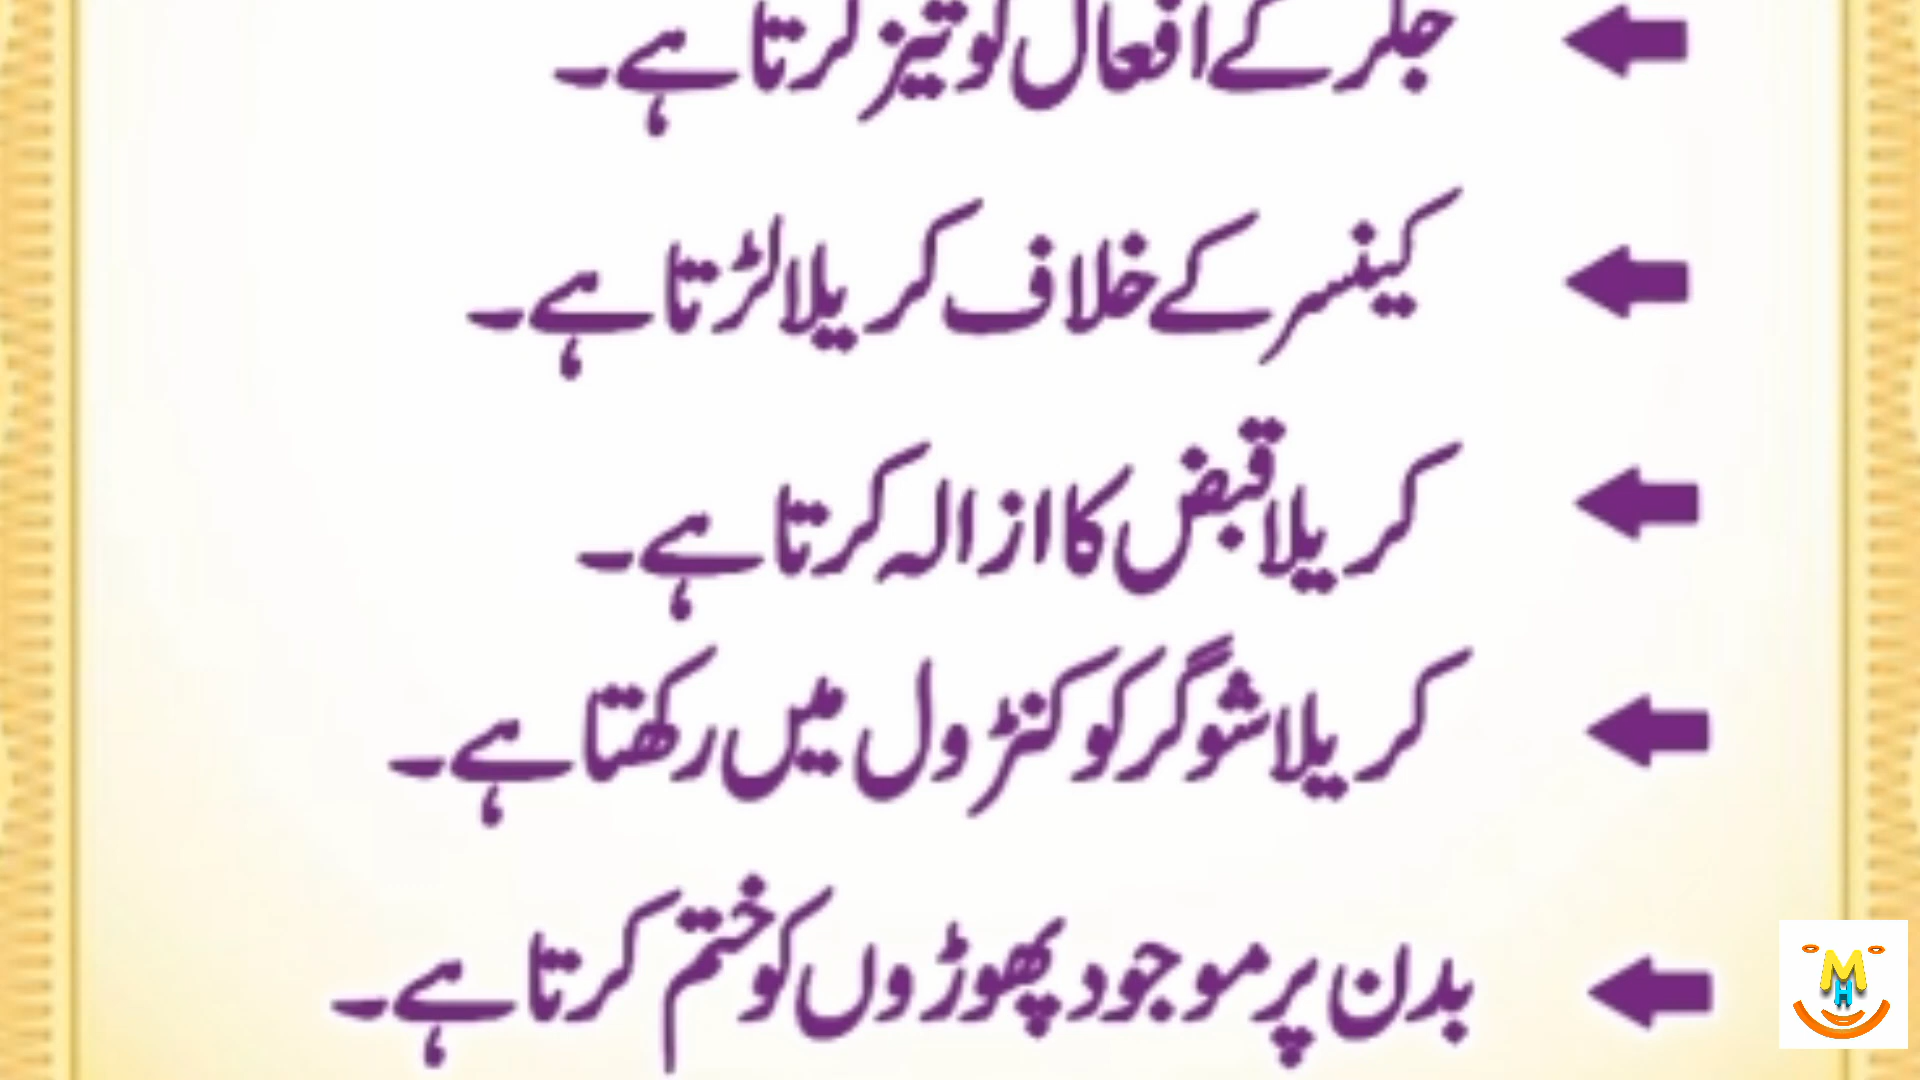 جگر کے افعال کو تیز کرتا ہے۔
کینسر کے خلاف کریلا لڑتا ہے۔
کریلا قبض کا ازالہ کرتا ہے۔
کریلا شوگر کو کنٹرول میں رکھتا ہے۔
بدن پر موجود پھوڑوں کو ختم کرتا ہے۔
M
H